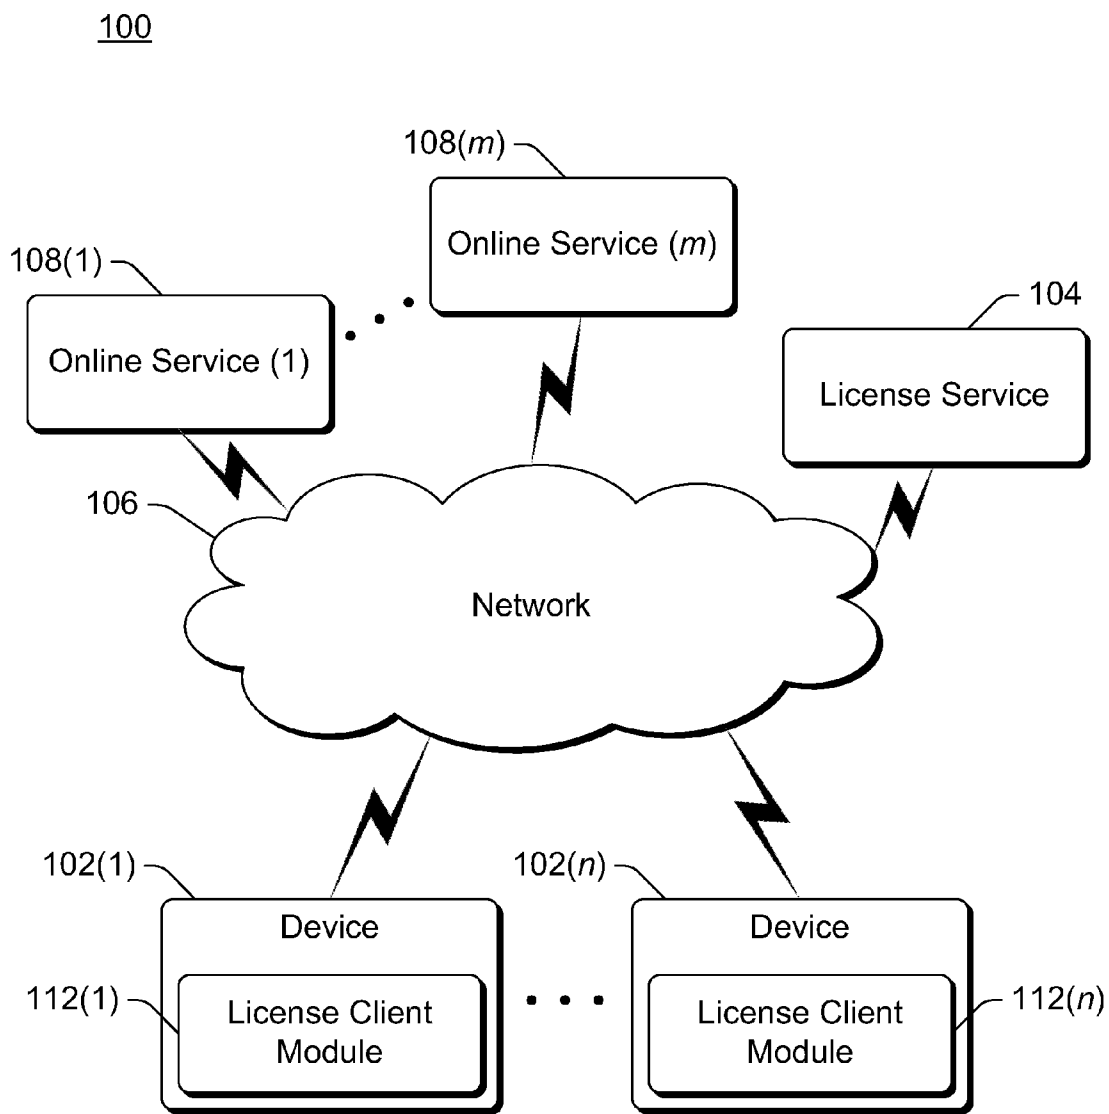 100
108(m)
Online Service (m)
108(1)
Online Service (1)
104
License Service
106
Network
102(1)
102(n)
Device
Device
112(1)
License Client
Module
License Client
Module
112(n)